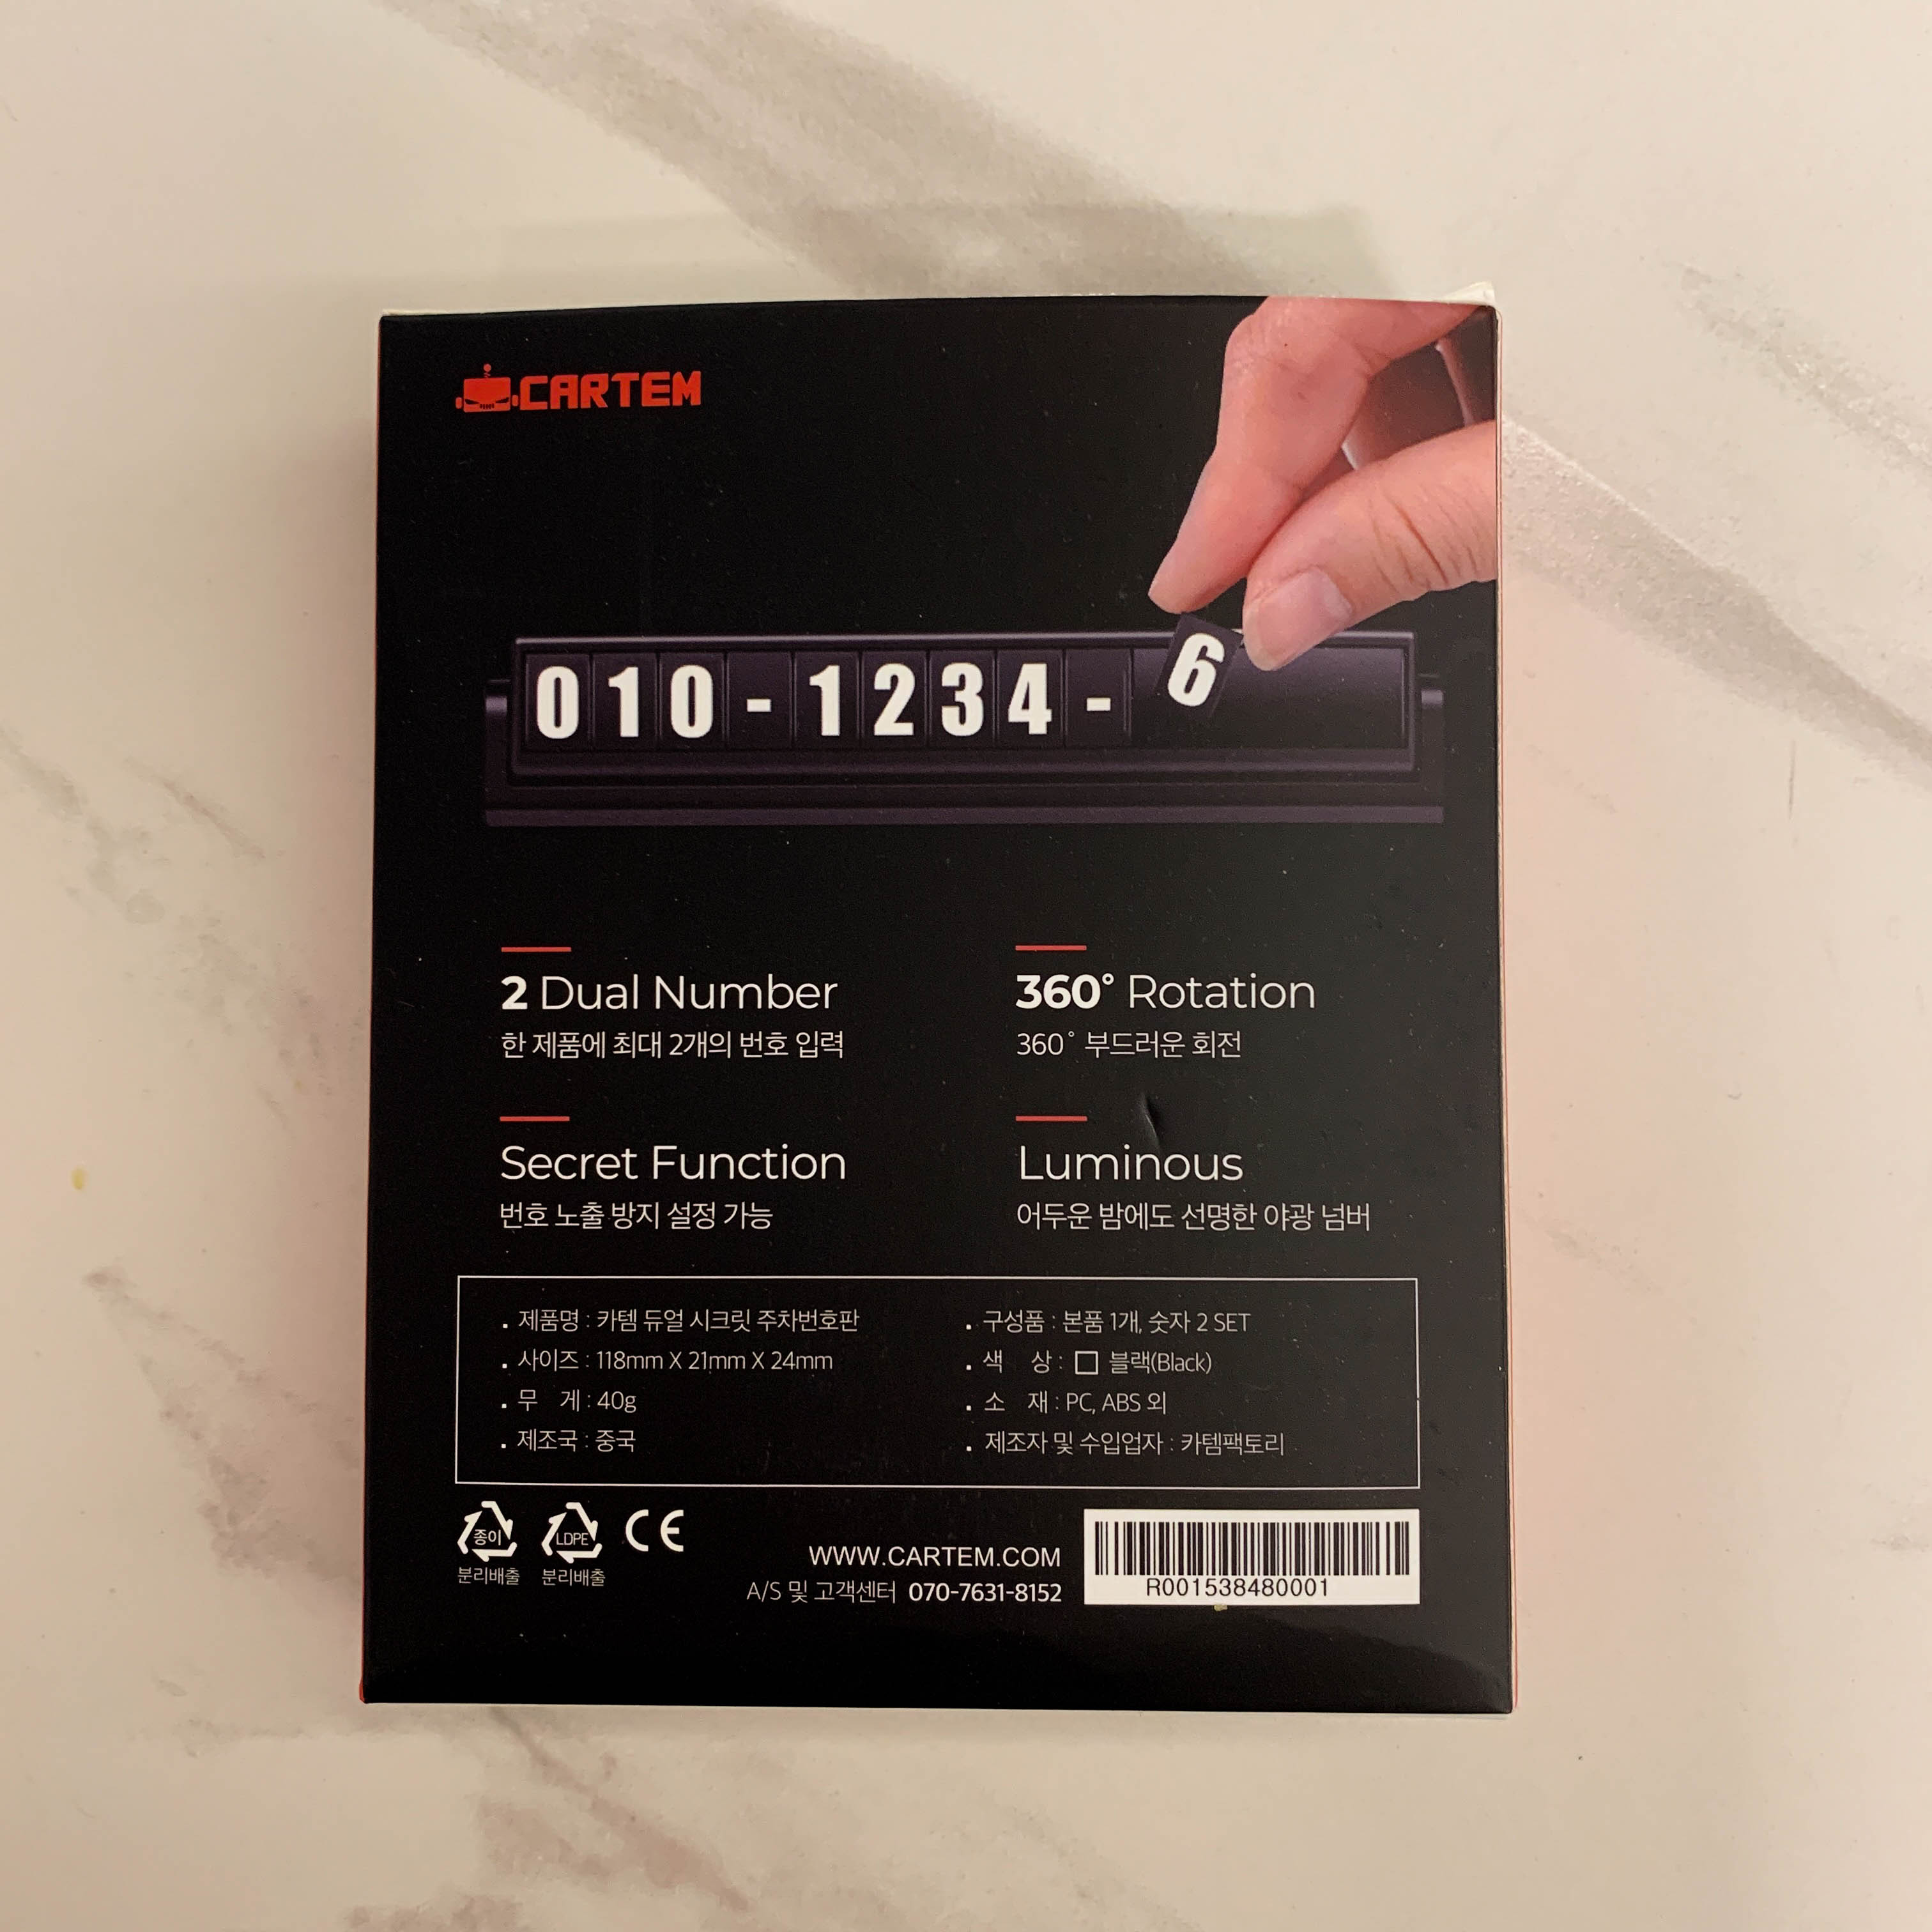 CARTEM
010-1234-6
2 Dual Number
한 제품에 최대 2개의 번호 입력
360° Rotation
360° 부드러운 회전
Secret Function
번호 노출 방지 설정 가능
Luminous
어두운 밤에도 선명한 야광 넘버
. 제품명 : 카템 듀얼 시크릿 주차번호판
. 사이즈 : 118mm X 21mm X 24mm
. 무 게 : 40g
. 제조국 : 중국
. 구성품 : 본품 1개, 숫자 2 SET
. 색 상 : □ 블랙(Black)
. 소 재 : PC, ABS 외
. 제조자 및 수입업자 : 카템팩토리
종이
분리배출
LDPE
분리배출
CE
WWW.CARTEM.COM
A/S 및 고객센터 070-7631-8152
R001538480001